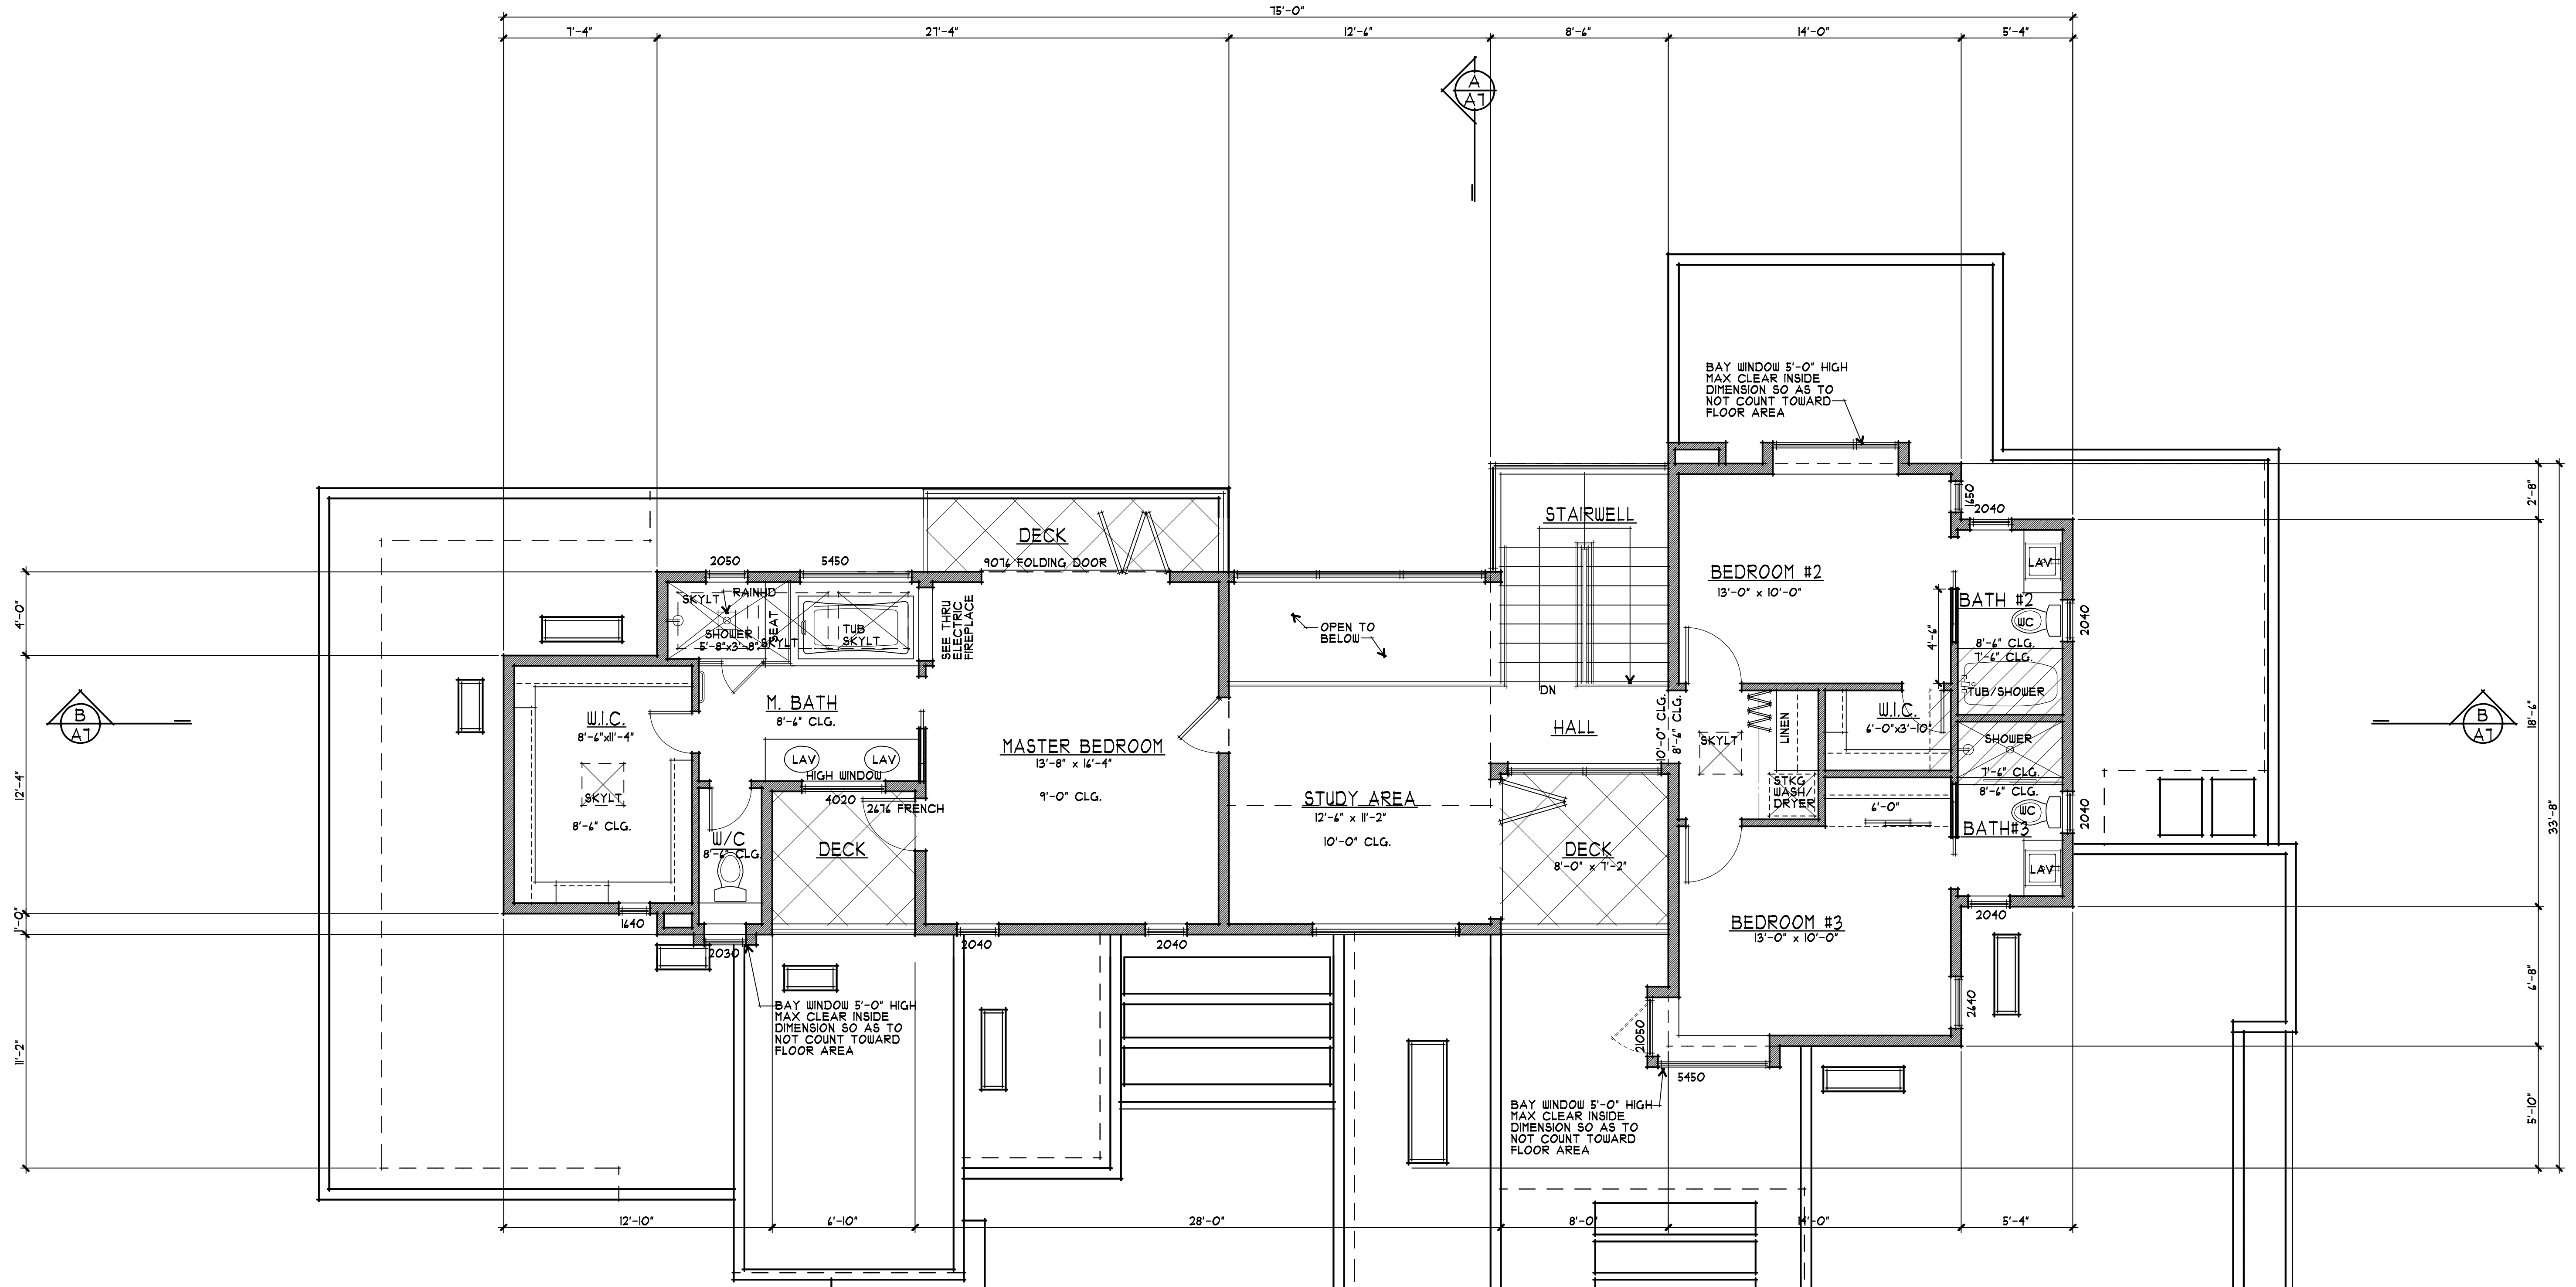 75'-0"
7'-4"
27'-4"
12'-6"
8'-6"
14'-0"
5'-4"
A
A7
BAY WINDOW 5'-0" HIGH
MAX CLEAR INSIDE
DIMENSION SO AS TO
NOT COUNT TOWARD
FLOOR AREA
2'-8"
1650
2040
STAIRWELL
DECK
9076 FOLDING DOOR
2050
5450
BEDROOM #2
13'-0" x 10'-0"
LAV
BATH #2
2040
WC
8'-6" CLG.
7'-6" CLG.
4'-6"
TUB/SHOWER
4'-0"
SKYLT
RAINHD
SHOWER
5'-8"x3'-8"
SEAT
SKYLT
TUB
SKYLT
SEE THRU
ELECTRIC
FIREPLACE
OPEN TO
BELOW
DN
B
A7
W.I.C.
8'-6"x11'-4"
M. BATH
8'-6" CLG.
HALL
10'-0" CLG.
8'-6" CLG.
SKYLT
LINEN
W.I.C.
6'-0"x3'-10"
SHOWER
7'-6" CLG.
8'-6" CLG.
18'-6"
33'-8"
B
A7
MASTER BEDROOM
13'-8" x 16'-4"
9'-0" CLG.
LAV
LAV
HIGH WINDOW
4020
2676 FRENCH
12'-4"
SKYLT
8'-6" CLG.
STUDY AREA
12'-6" x 11'-2"
10'-0" CLG.
STKG
WASH/
DRYER
6'-0"
WC
2040
BATH#3
LAV
W/C
8'-6" CLG.
DECK
DECK
8'-0" x 7'-2"
1'-0"
1640
2030
2040
2040
BEDROOM #3
13'-0" x 10'-0"
2040
2640
6'-8"
BAY WINDOW 5'-0" HIGH
MAX CLEAR INSIDE
DIMENSION SO AS TO
NOT COUNT TOWARD
FLOOR AREA
11'-2"
21050
5450
BAY WINDOW 5'-0" HIGH
MAX CLEAR INSIDE
DIMENSION SO AS TO
NOT COUNT TOWARD
FLOOR AREA
5'-10"
12'-10"
6'-10"
28'-0"
8'-0"
14'-0"
5'-4"